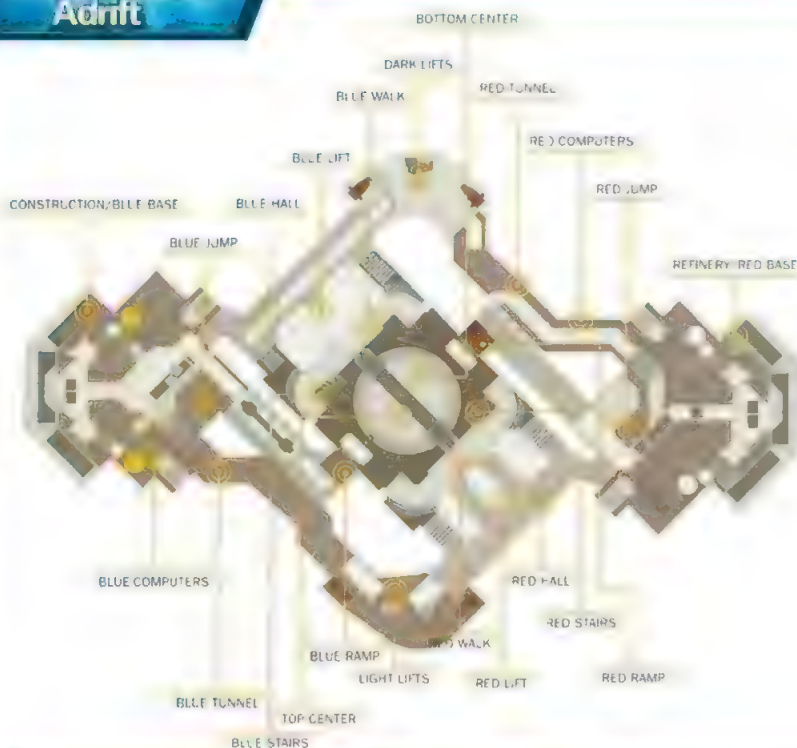 Adrift
BOTTOM CENTER
DARK LIFTS
BLUE WALK
RED TUNNEL
RED COMPUTERS
BLUE LIFT
RED JUMP
CONSTRUCTION/BLUE BASE
BLUE HALL
BLUE JUMP
REFINERY/RED BASE
BLUE COMPUTERS
RED HALL
RED STAIRS
WALK
BLUE RAMP
LIGHT LIFTS
RED LIFT
RED RAMP
BLUE TUNNEL
TOP CENTER
BLUE STAIRS